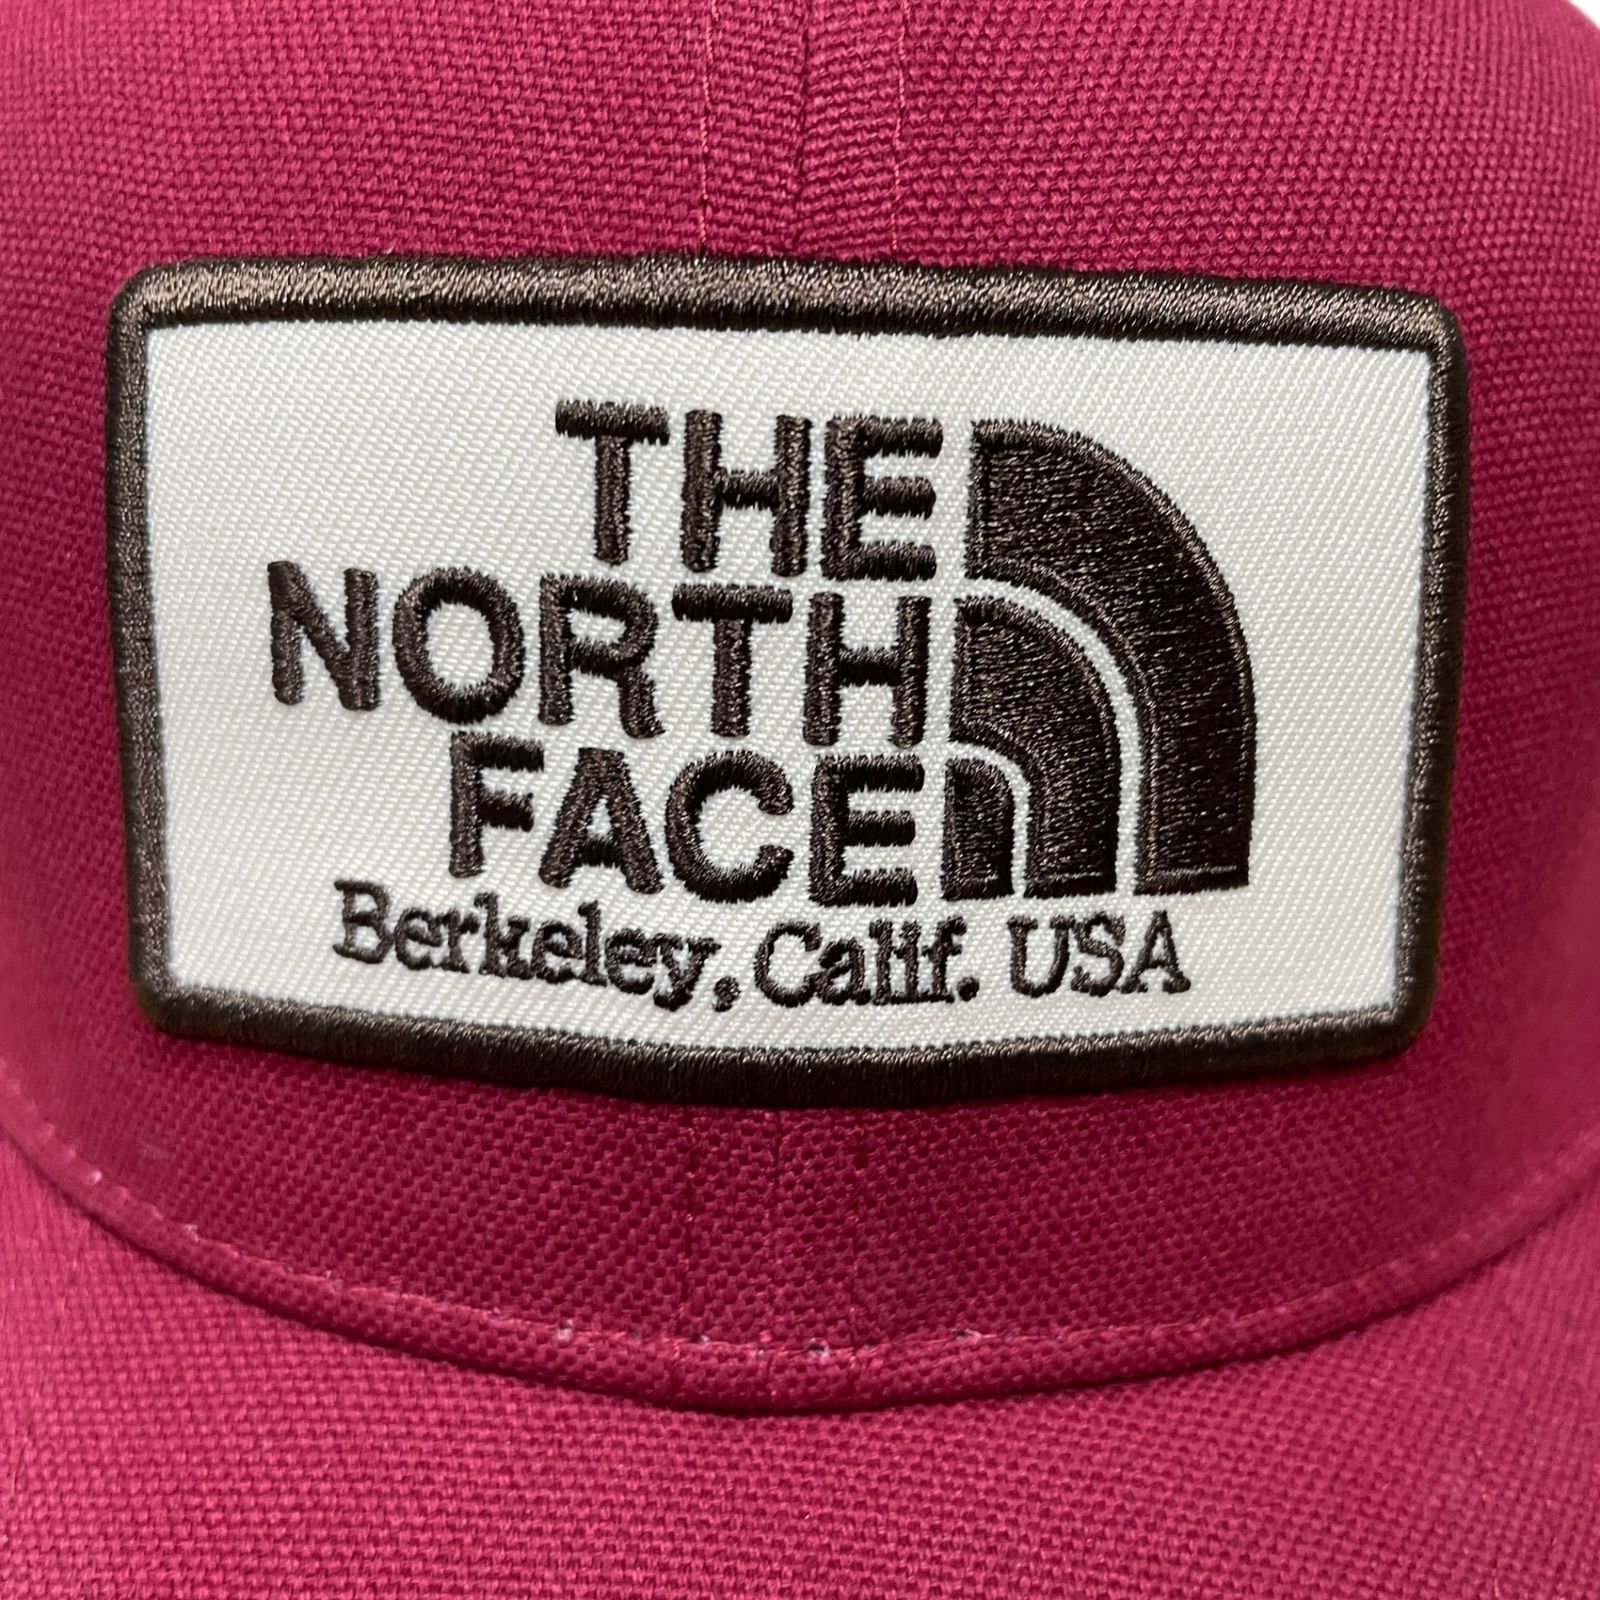 THE
NORTH
FACE
Berkeley, Calif. USA